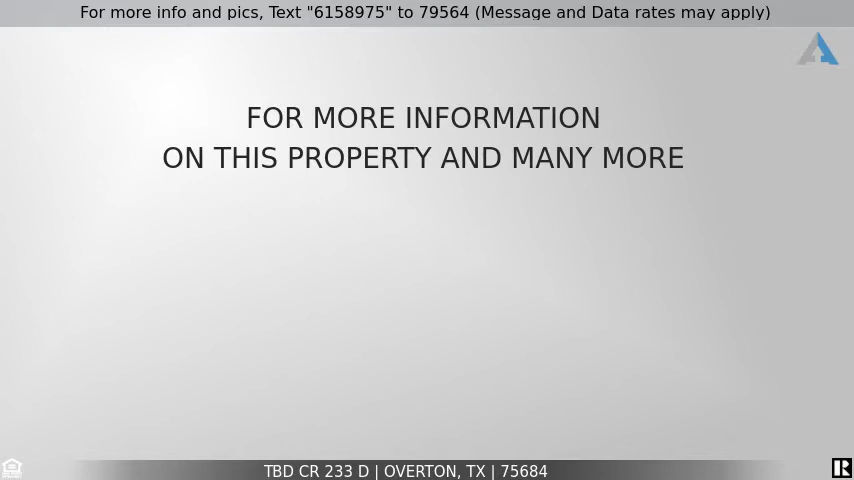 For more info and pics, Text "6158975" to 79564 (Message and Data rates may apply)
FOR MORE INFORMATION
ON THIS PROPERTY AND MANY MORE
TBD CR 233 D | OVERTON, TX | 75684